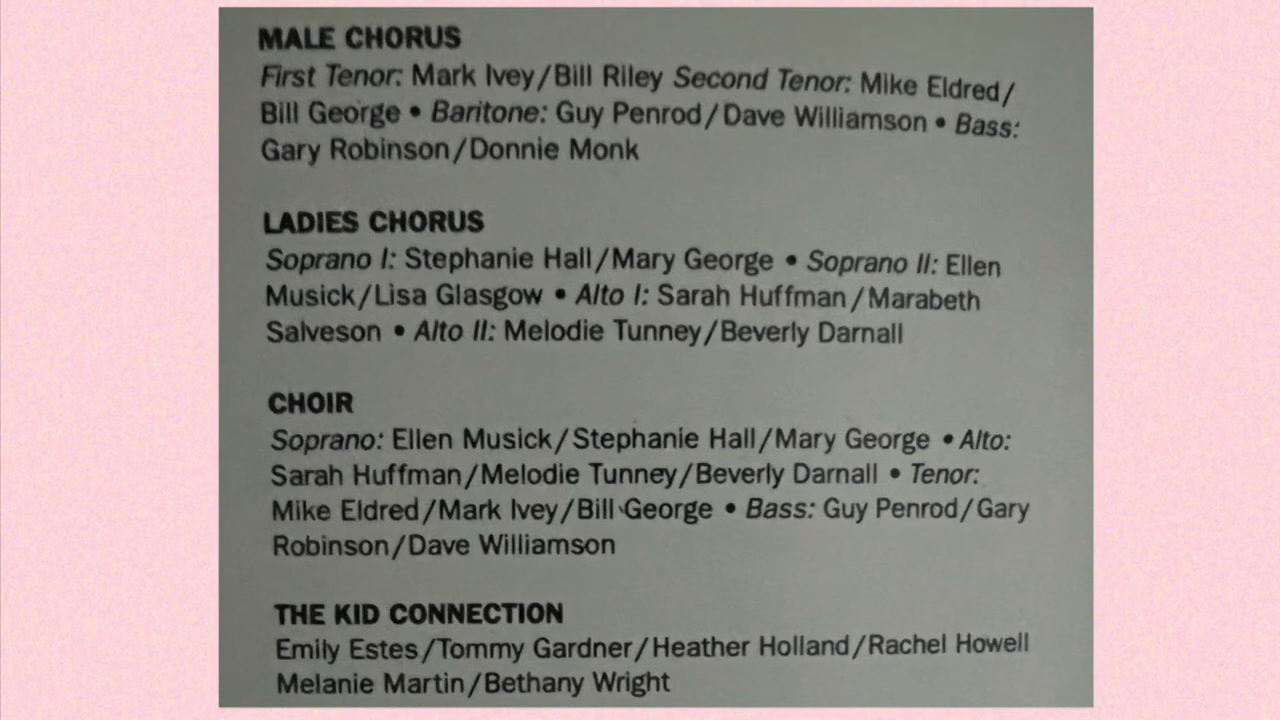 MALE CHORUS
First Tenor: Mark Ivey/Bill Riley Second Tenor: Mike Eldred/
Bill George • Baritone: Guy Penrod/Dave Williamson • Bass:
Gary Robinson/Donnie Monk
LADIES CHORUS
Soprano I: Stephanie Hall/Mary George • Soprano II: Ellen
Musick/Lisa Glasgow • Alto I: Sarah Huffman/Marabeth
Salveson • Alto II: Melodie Tunney/Beverly Darnall
CHOIR
Soprano: Ellen Musick/Stephanie Hall/Mary George • Alto:
Sarah Huffman/Melodie Tunney/Beverly Darnall • Tenor:
Mike Eldred/Mark Ivey/Bill George • Bass: Guy Penrod/Gary
Robinson/Dave Williamson
THE KID CONNECTION
Emily Estes/Tommy Gardner/Heather Holland/Rachel Howell
Melanie Martin/Bethany Wright